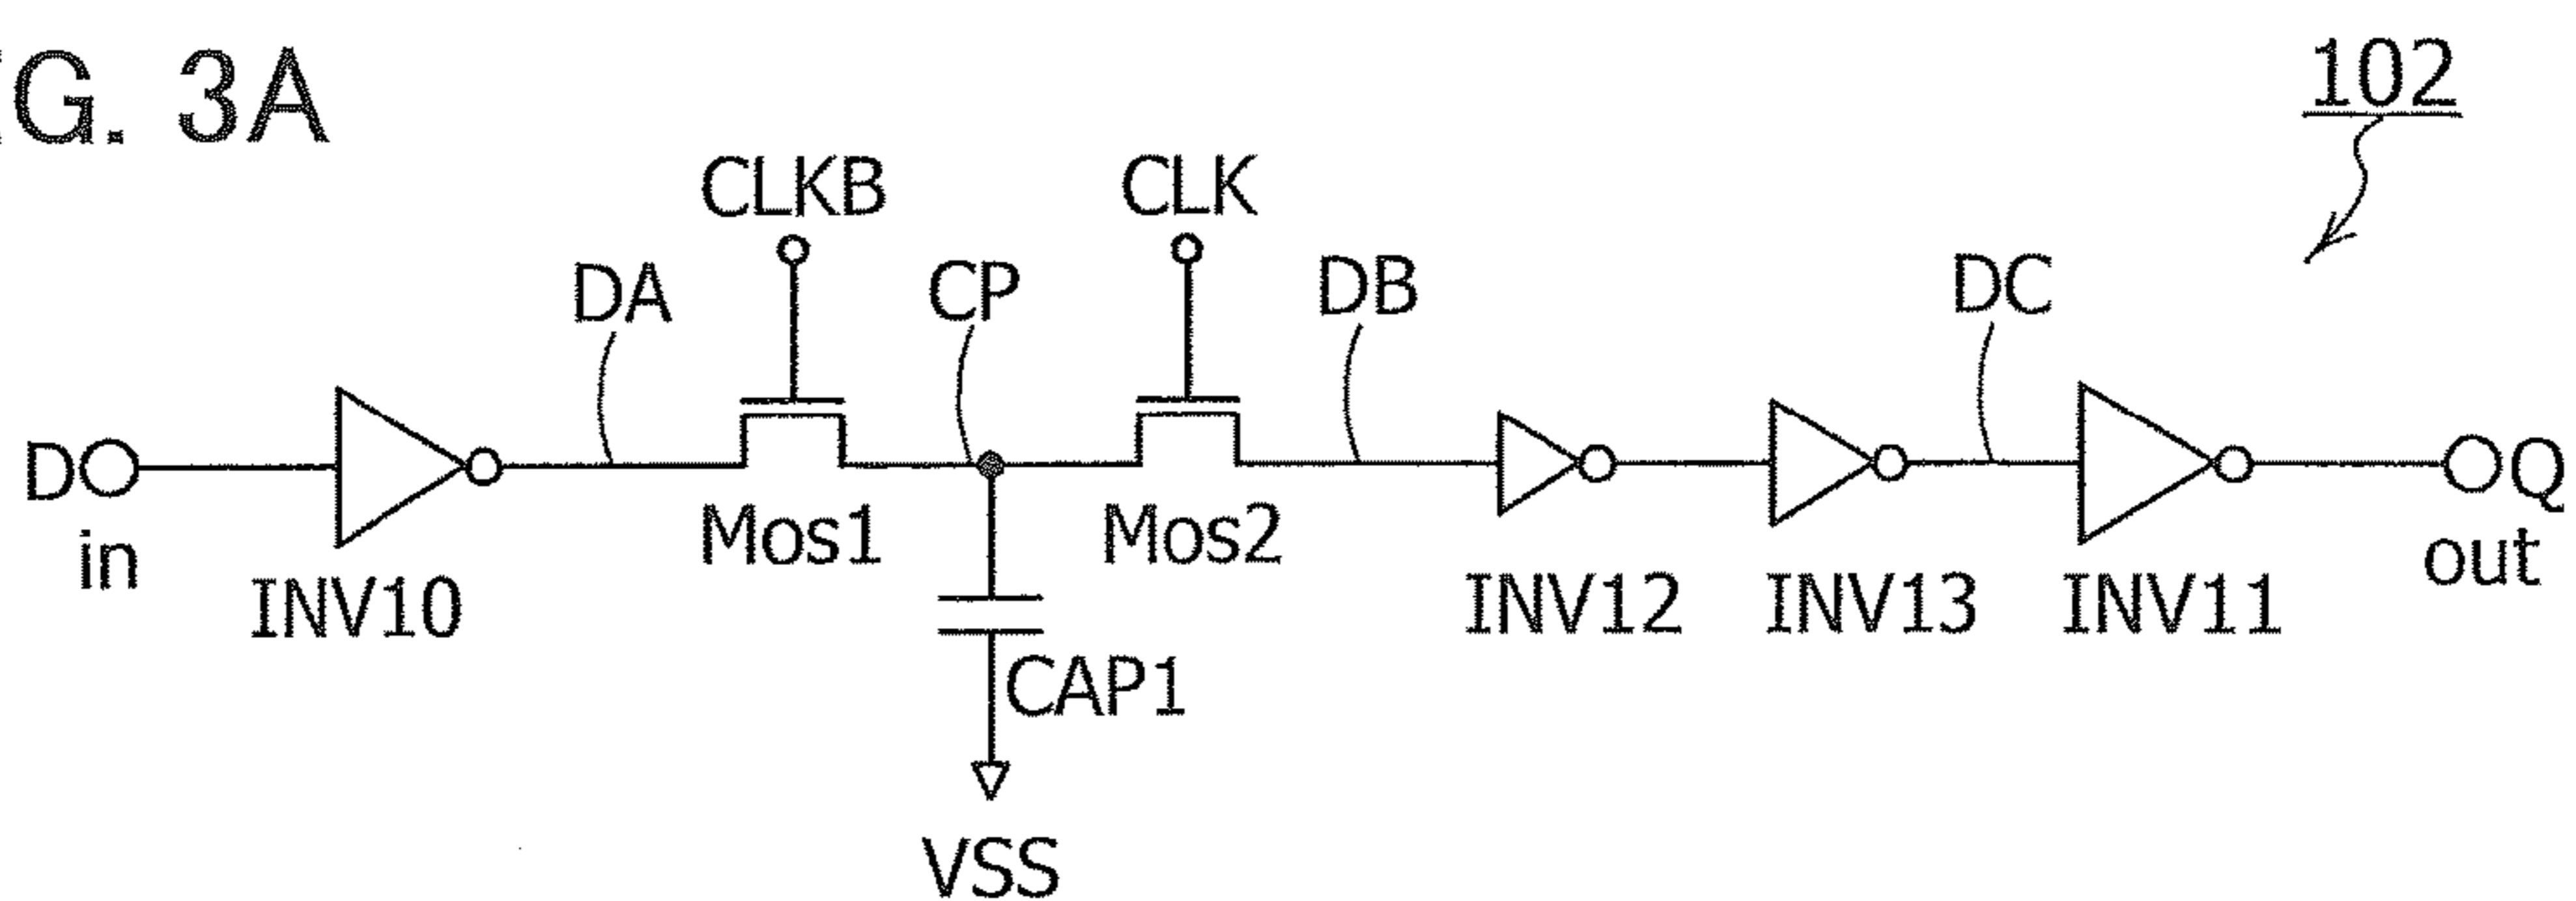 G. 3A
102
CLKB
CLK
DA
CP
DB
DC
D
in
INV10
Mos1
Mos2
INV12
INV13
INV11
Q
out
CAP1
VSS